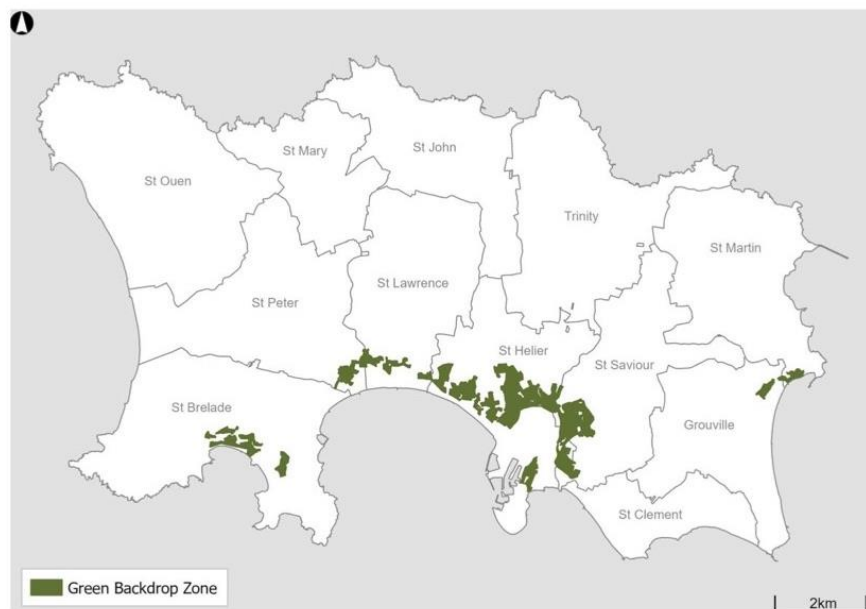 St Ouen
St Mary
St John
Trinity
St Martin
St Peter
St Lawrence
St Helier
St Saviour
St Brelade
Grouville
St Clement
Green Backdrop Zone
2km